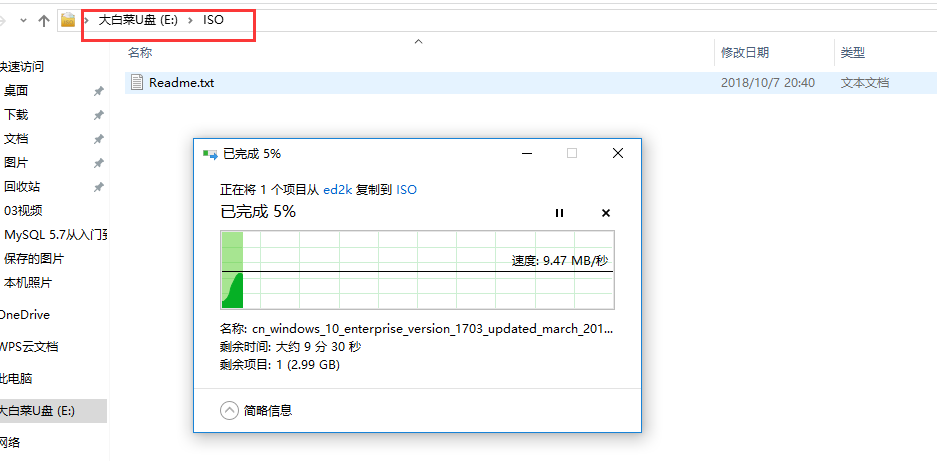 大白菜U盘 (E:) › ISO
名称 修改日期 类型
Readme.txt 2018/10/7 20:40 文本文档
快速访问
桌面
下载
文档
图片
回收站
03视频
MySQL 5.7从入门到
保存的图片
本机照片
OneDrive
WPS云文档
此电脑
大白菜U盘 (E:)
网络
已完成 5%
正在将 1 个项目从 ed2k 复制到 ISO
已完成 5%
速度: 9.47 MB/秒
名称: cn_windows_10_enterprise_version_1703_updated_march_201...
剩余时间: 大约 9 分 30 秒
剩余项目: 1 (2.99 GB)
简略信息